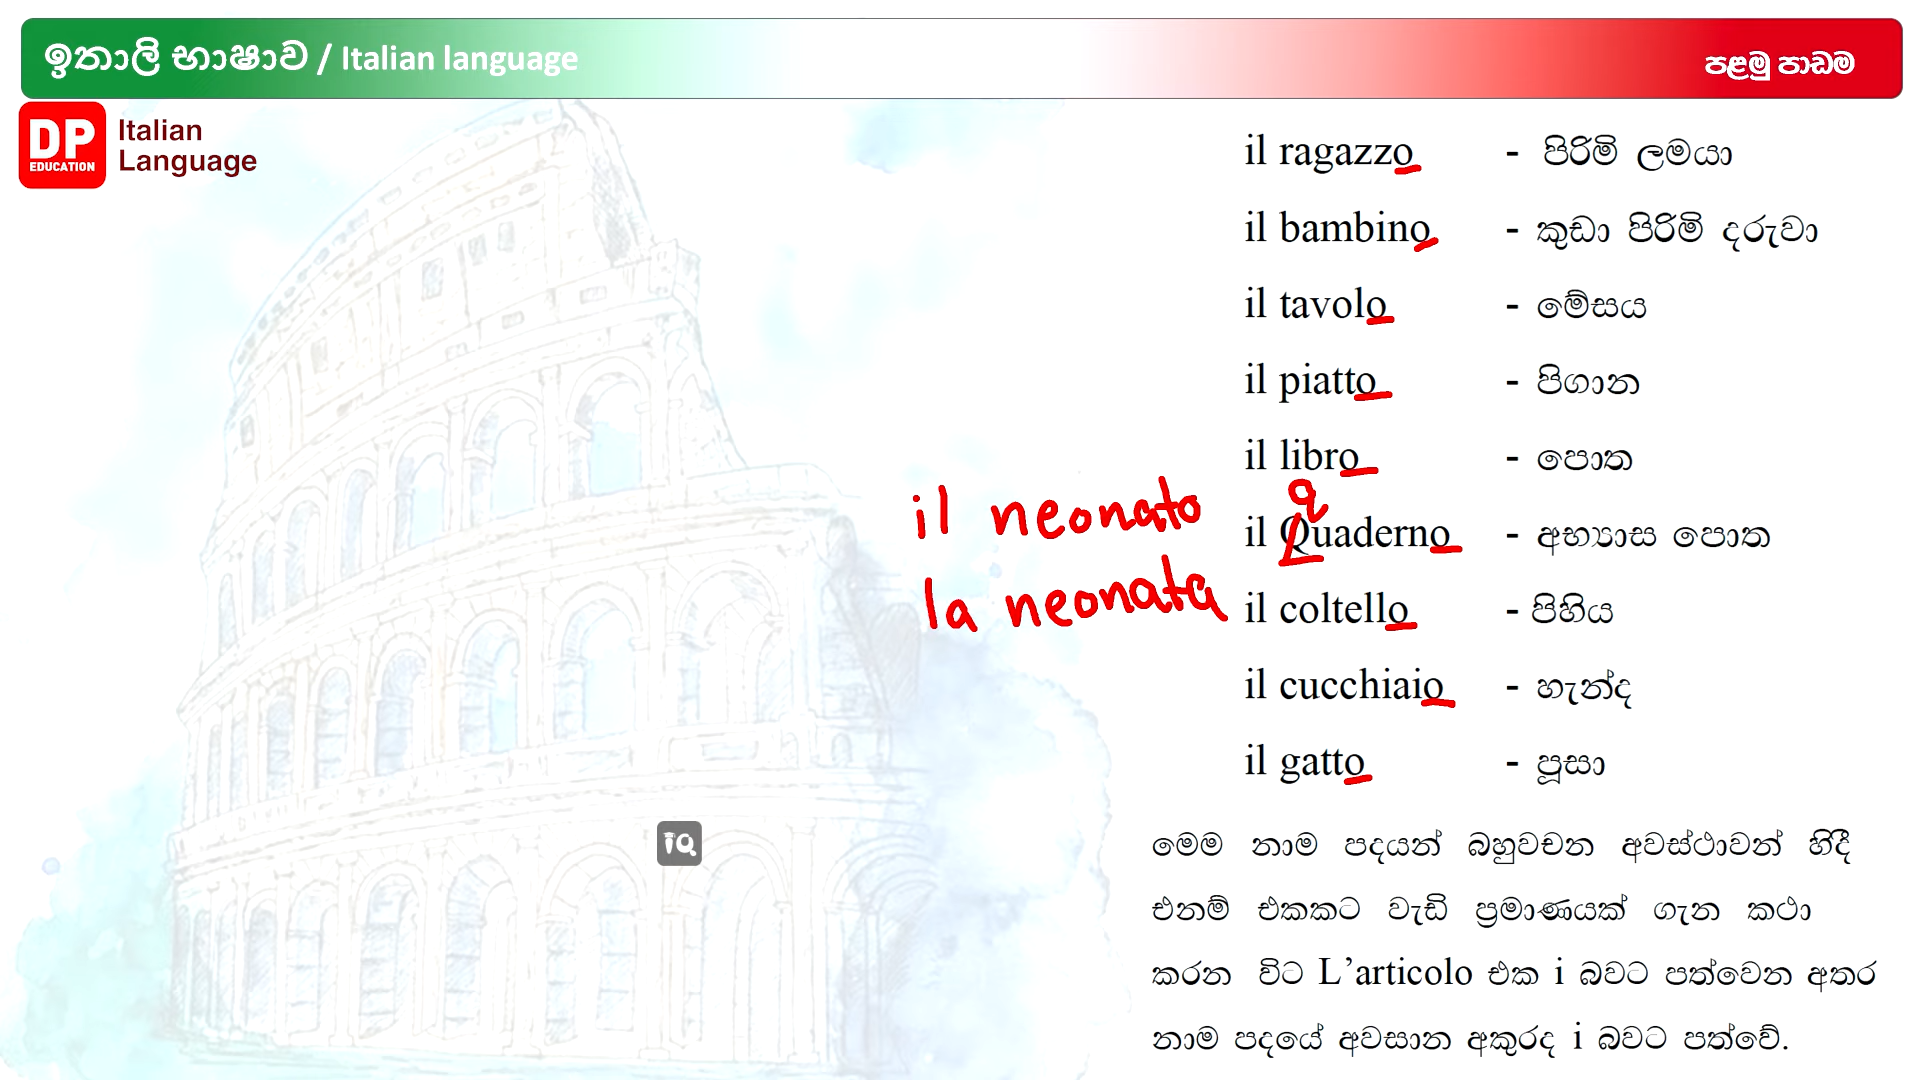 ඉතාලි භාෂාව / Italian language
පළමු පාඩම
DP
EDUCATION
Italian
Language
il ragazzo - පිරිමි ලමයා
il bambino - කුඩා පිරිමි දරුවා
il tavolo - මේසය
il piatto - පිගාන
il libro - පොත
il neonato
q
il Quaderno - අභ්‍යාස පොත
la neonata
il coltello - පිහිය
il cucchiaio - හැන්ද
il gatto - පූසා
iQ
මෙම නාම පදයන් බහුවචන අවස්ථාවන් හිදී
එනම් එකකට වැඩි ප්‍රමාණයක් ගැන කථා
කරන විට L’articolo එක i බවට පත්වෙන අතර
නාම පදයේ අවසාන අකුරද i බවට පත්වේ.